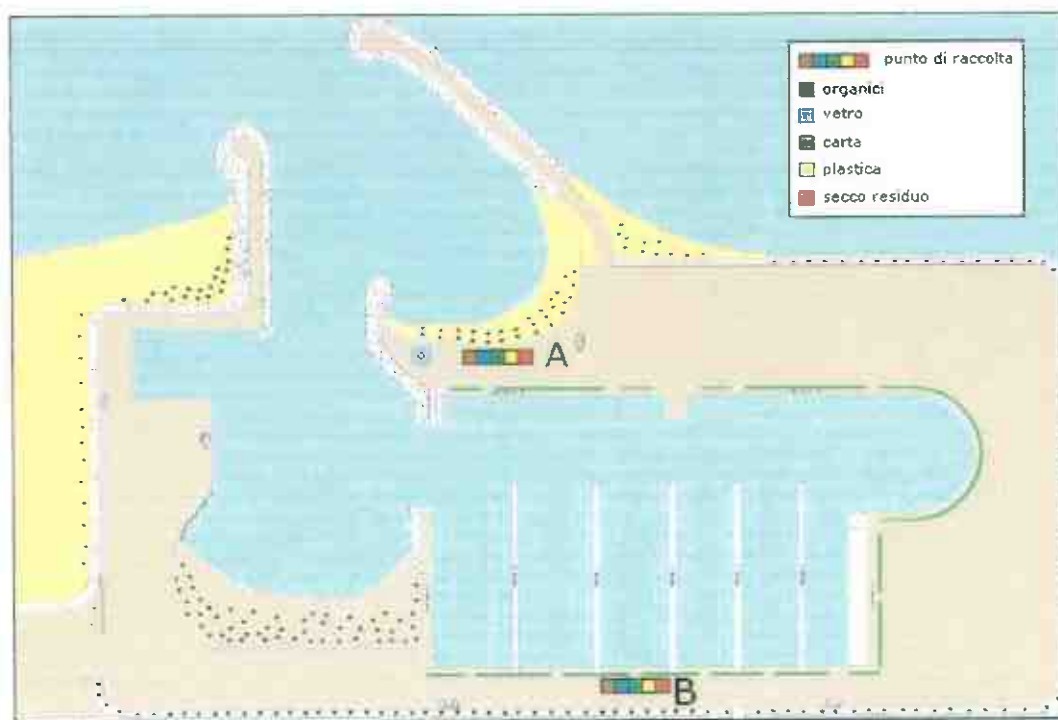 punto di raccolta
organici
vetro
carta
plastica
secco residuo
A
B